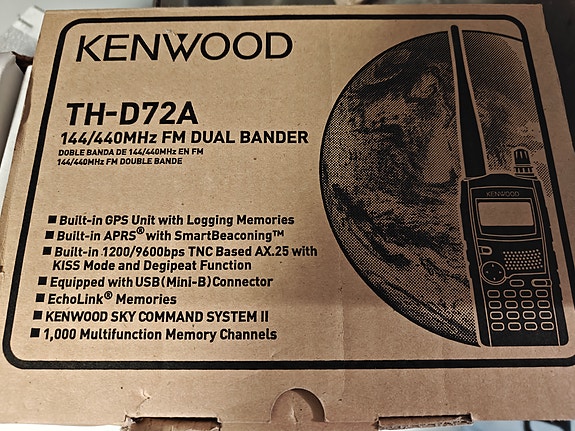 KENWOOD
TH-D72A
144/440MHz FM DUAL BANDER
DOBLE BANDA DE 144/440MHz EN FM
144/440MHz FM DOUBLE BANDE
■ Built-in GPS Unit with Logging Memories
■ Built-in APRS® with SmartBeaconing™
■ Built-in 1200/9600bps TNC Based AX.25 with
KISS Mode and Degipeat Function
■ Equipped with USB(Mini-B)Connector
■ EchoLink® Memories
■ KENWOOD SKY COMMAND SYSTEM II
■ 1,000 Multifunction Memory Channels
KENWOOD